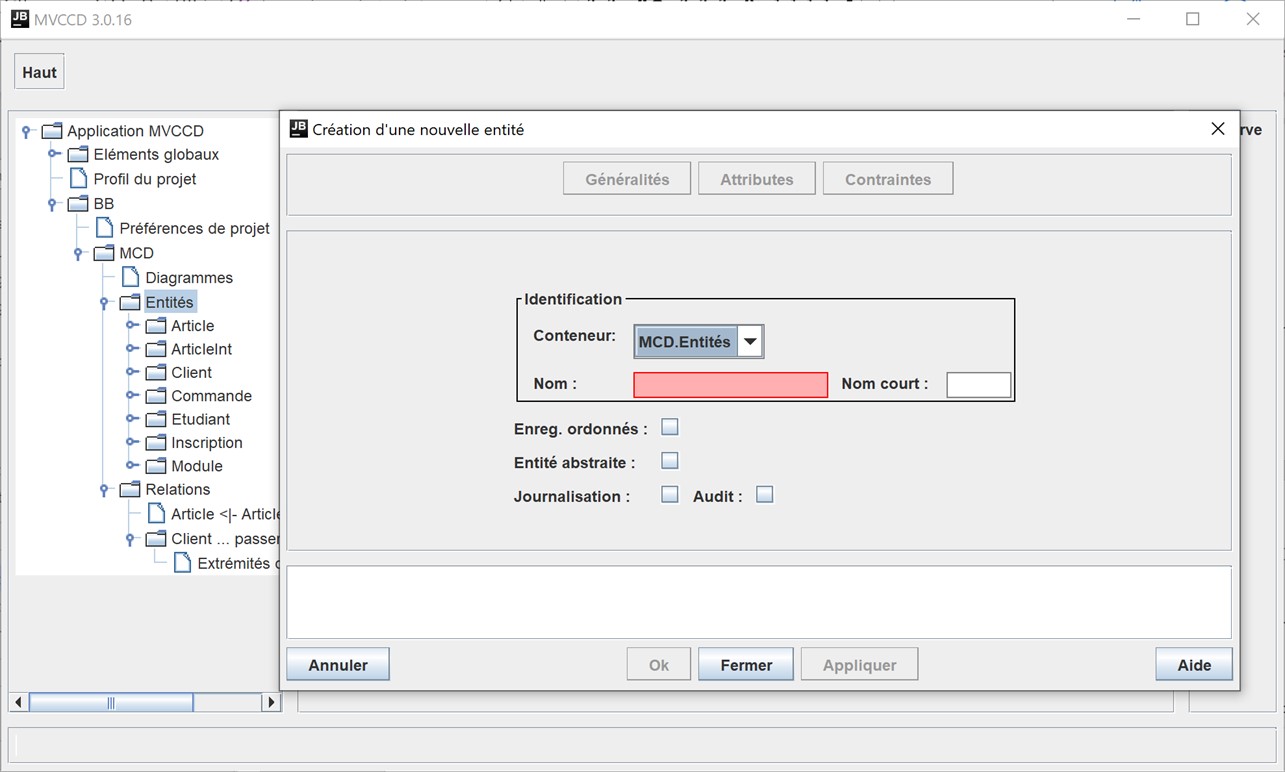 JB MVCCD 3.0.16
Haut
Application MVCCD
Eléments globaux
Profil du projet
BB
Préférences de projet
MCD
Diagrammes
Entités
Article
ArticleInt
Client
Commande
Etudiant
Inscription
Module
Relations
Article <|- Article
Client ... passer
Extrémités
rve
JB Création d'une nouvelle entité
Généralités Attributes Contraintes
Identification
Conteneur: MCD.Entités
Nom : Nom court :
Enreg. ordonnés :
Entité abstraite :
Journalisation : Audit :
Annuler Ok Fermer Appliquer Aide